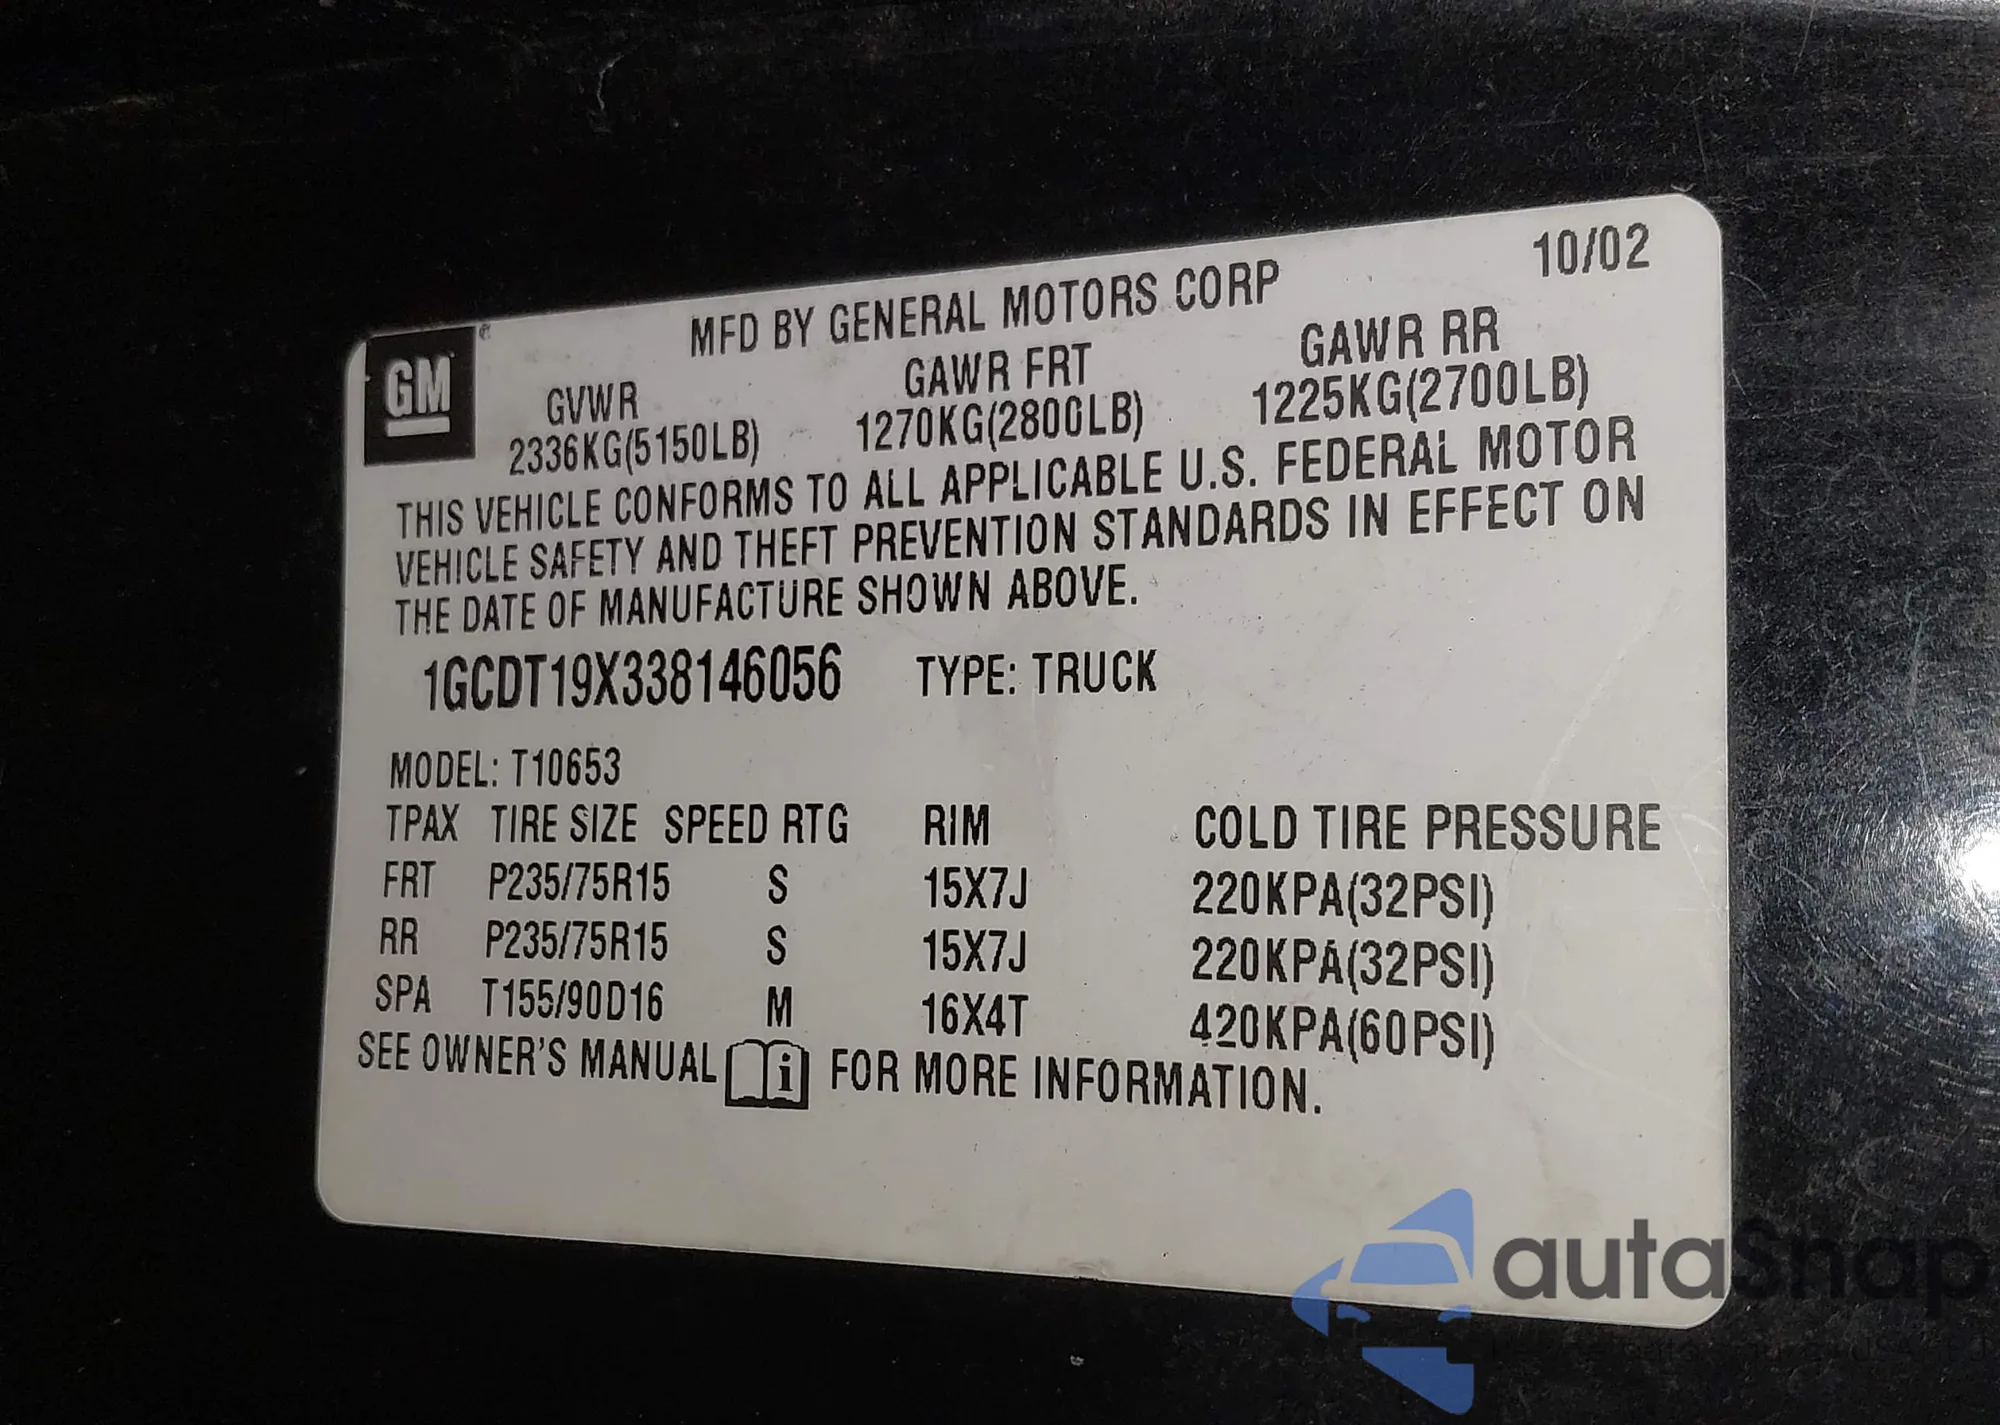 10/02
MFD BY GENERAL MOTORS CORP
GM
GVWR GAWR FRT GAWR RR
2336KG(5150LB) 1270KG(2800LB) 1225KG(2700LB)
THIS VEHICLE CONFORMS TO ALL APPLICABLE U.S. FEDERAL MOTOR
VEHICLE SAFETY AND THEFT PREVENTION STANDARDS IN EFFECT ON
THE DATE OF MANUFACTURE SHOWN ABOVE.
1GCDT19X338146056 TYPE: TRUCK
MODEL: T10653
TPAX TIRE SIZE SPEED RTG RIM COLD TIRE PRESSURE
FRT P235/75R15 S 15X7J 220KPA(32PSI)
RR P235/75R15 S 15X7J 220KPA(32PSI)
SPA T155/90D16 M 16X4T 420KPA(60PSI)
SEE OWNER'S MANUAL i FOR MORE INFORMATION.
autaSnap